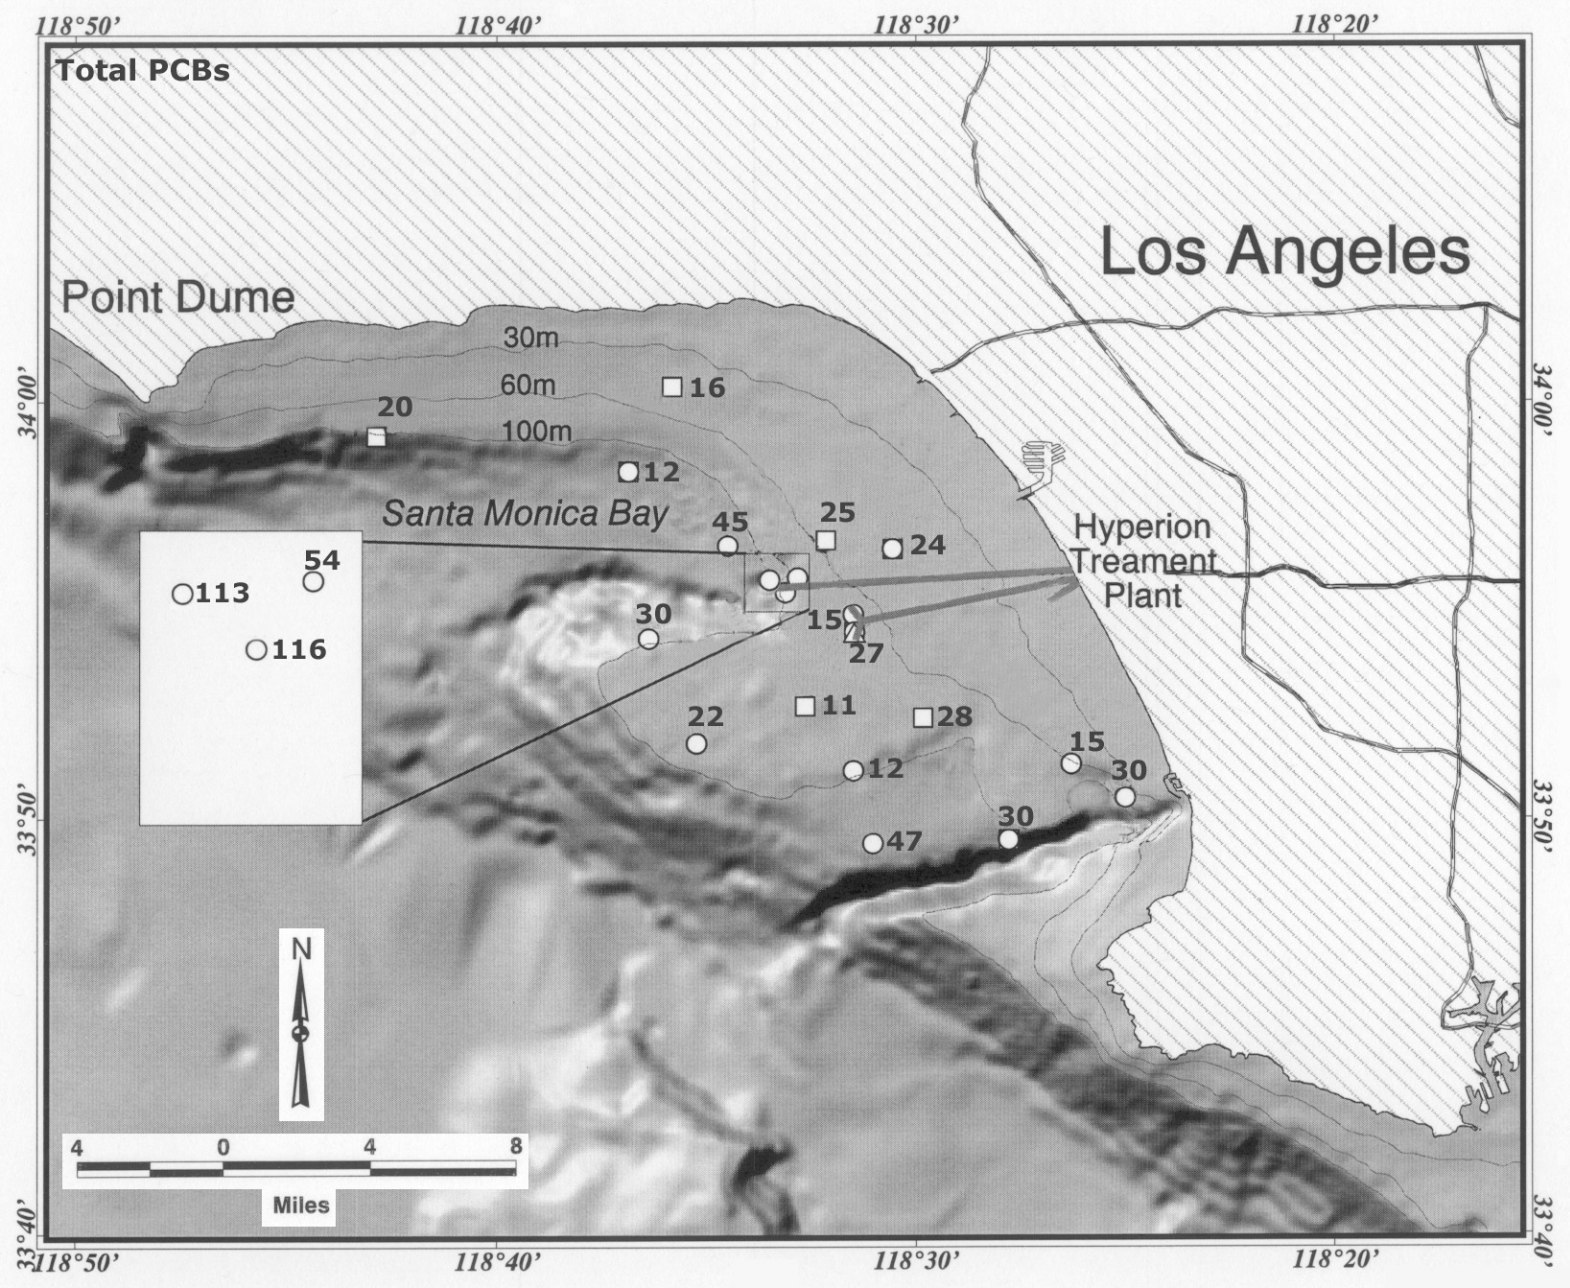 118°50’ 118°40’ 118°30’ 118°20’
Total PCBs
Los Angeles
Point Dume
30m
34°00’
34°00’
60m
16
20
100m
12
Santa Monica Bay
45
25
24
Hyperion
Treament
Plant
54
113
116
30
15
27
11
28
22
15
12
30
33°50’
33°50’
30
47
N
4 0 4 8
Miles
33°40’
33°40’
118°50’ 118°40’ 118°30’ 118°20’